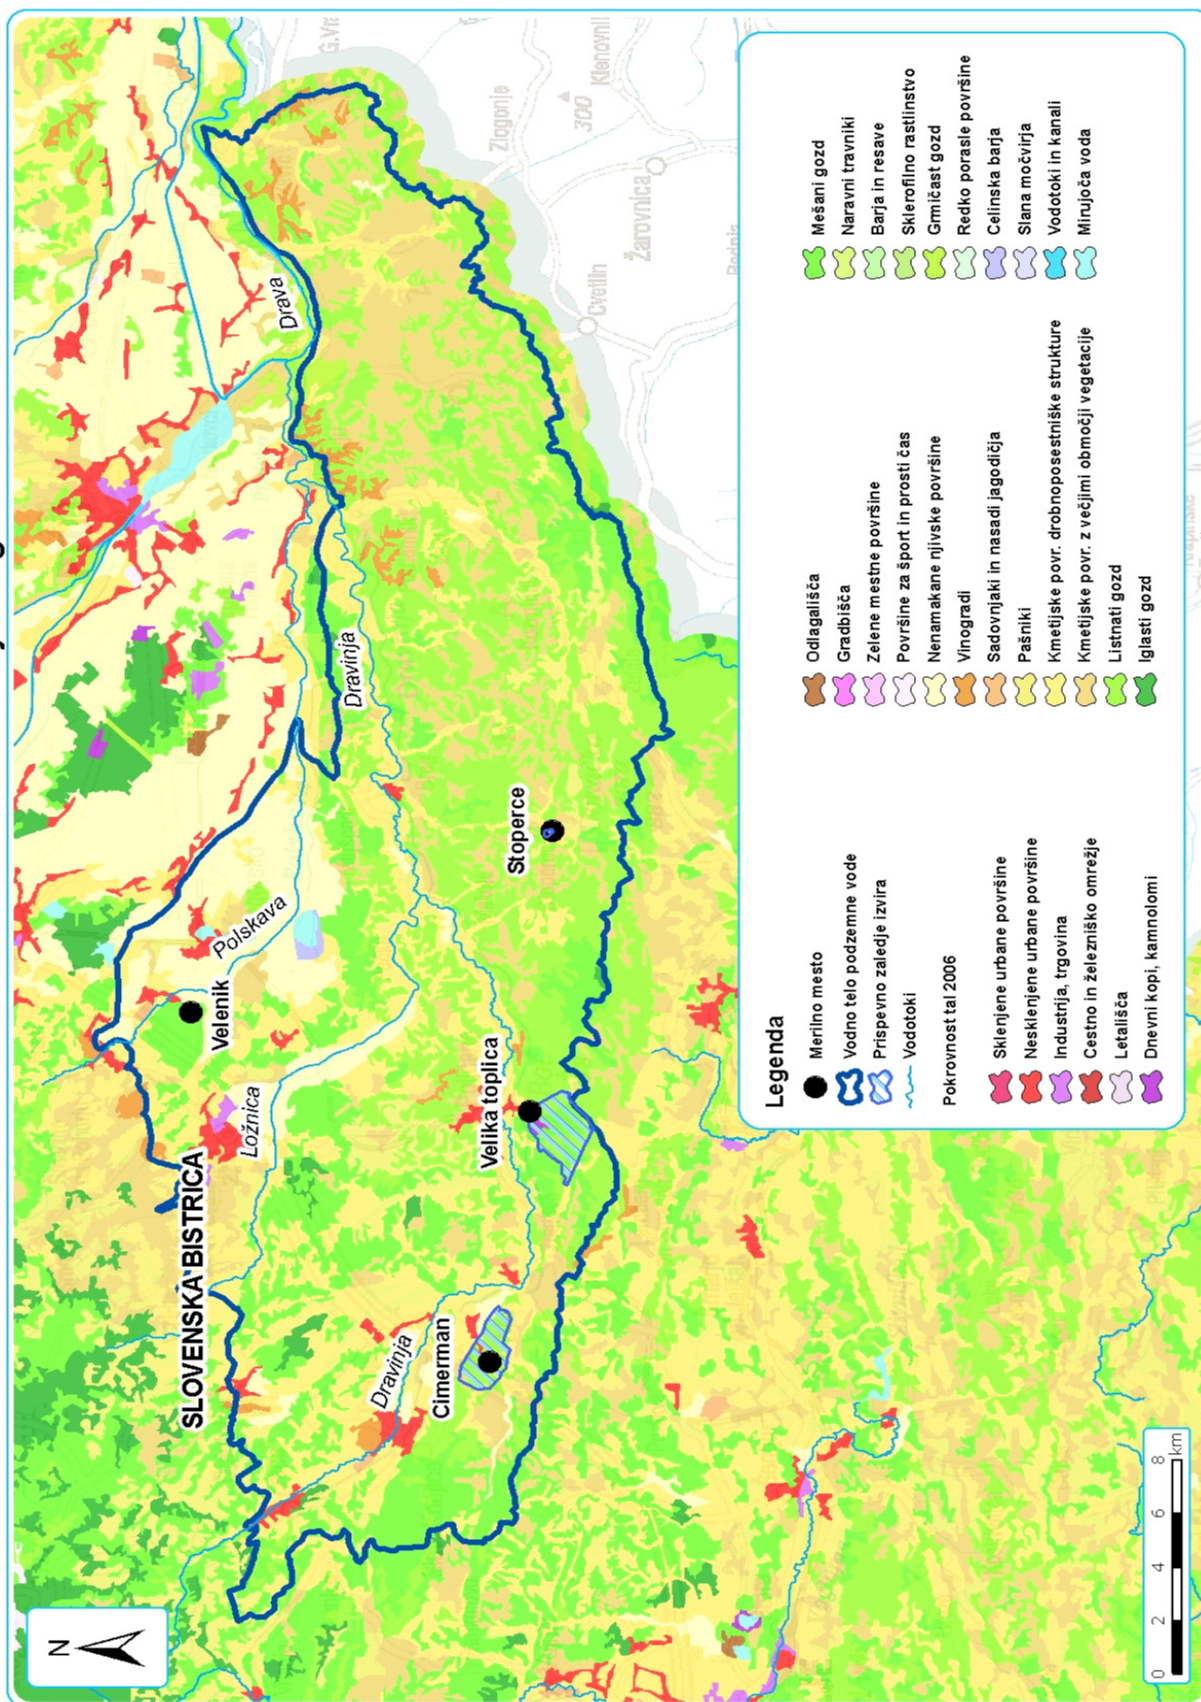 N
SLOVENSKA BISTRICA
Ložnica
Velenik
Polskava
Dravinja
Cimerman
Velika toplica
Stoperce
Dravinja
Drava
Zlogonje
300
Klenovnik
Žarovnica
Cvetlin
0 2 4 6 8
km
Legenda
Merilno mesto
Vodno telo podzemne vode
Prispevno zaledje izvira
Vodotoki
Pokrovnost tal 2006
Sklenjene urbane površine
Nesklenjene urbane površine
Industrija, trgovina
Cestno in železniško omrežje
Letališča
Dnevni kopi, kamnolomi
Odlagališča
Gradbišča
Zelene mestne površine
Površine za šport in prosti čas
Nenamakane njivske površine
Vinogradi
Sadovnjaki in nasadi jagodičja
Pašniki
Kmetijske povr. drobnoposestniške strukture
Kmetijske povr. z večjimi območji vegetacije
Listnati gozd
Iglasti gozd
Mešani gozd
Naravni travniki
Barja in resave
Sklerofilno rastlinstvo
Grmičast gozd
Redko porasle površine
Celinska barja
Slana močvirja
Vodotoki in kanali
Mirujoča voda